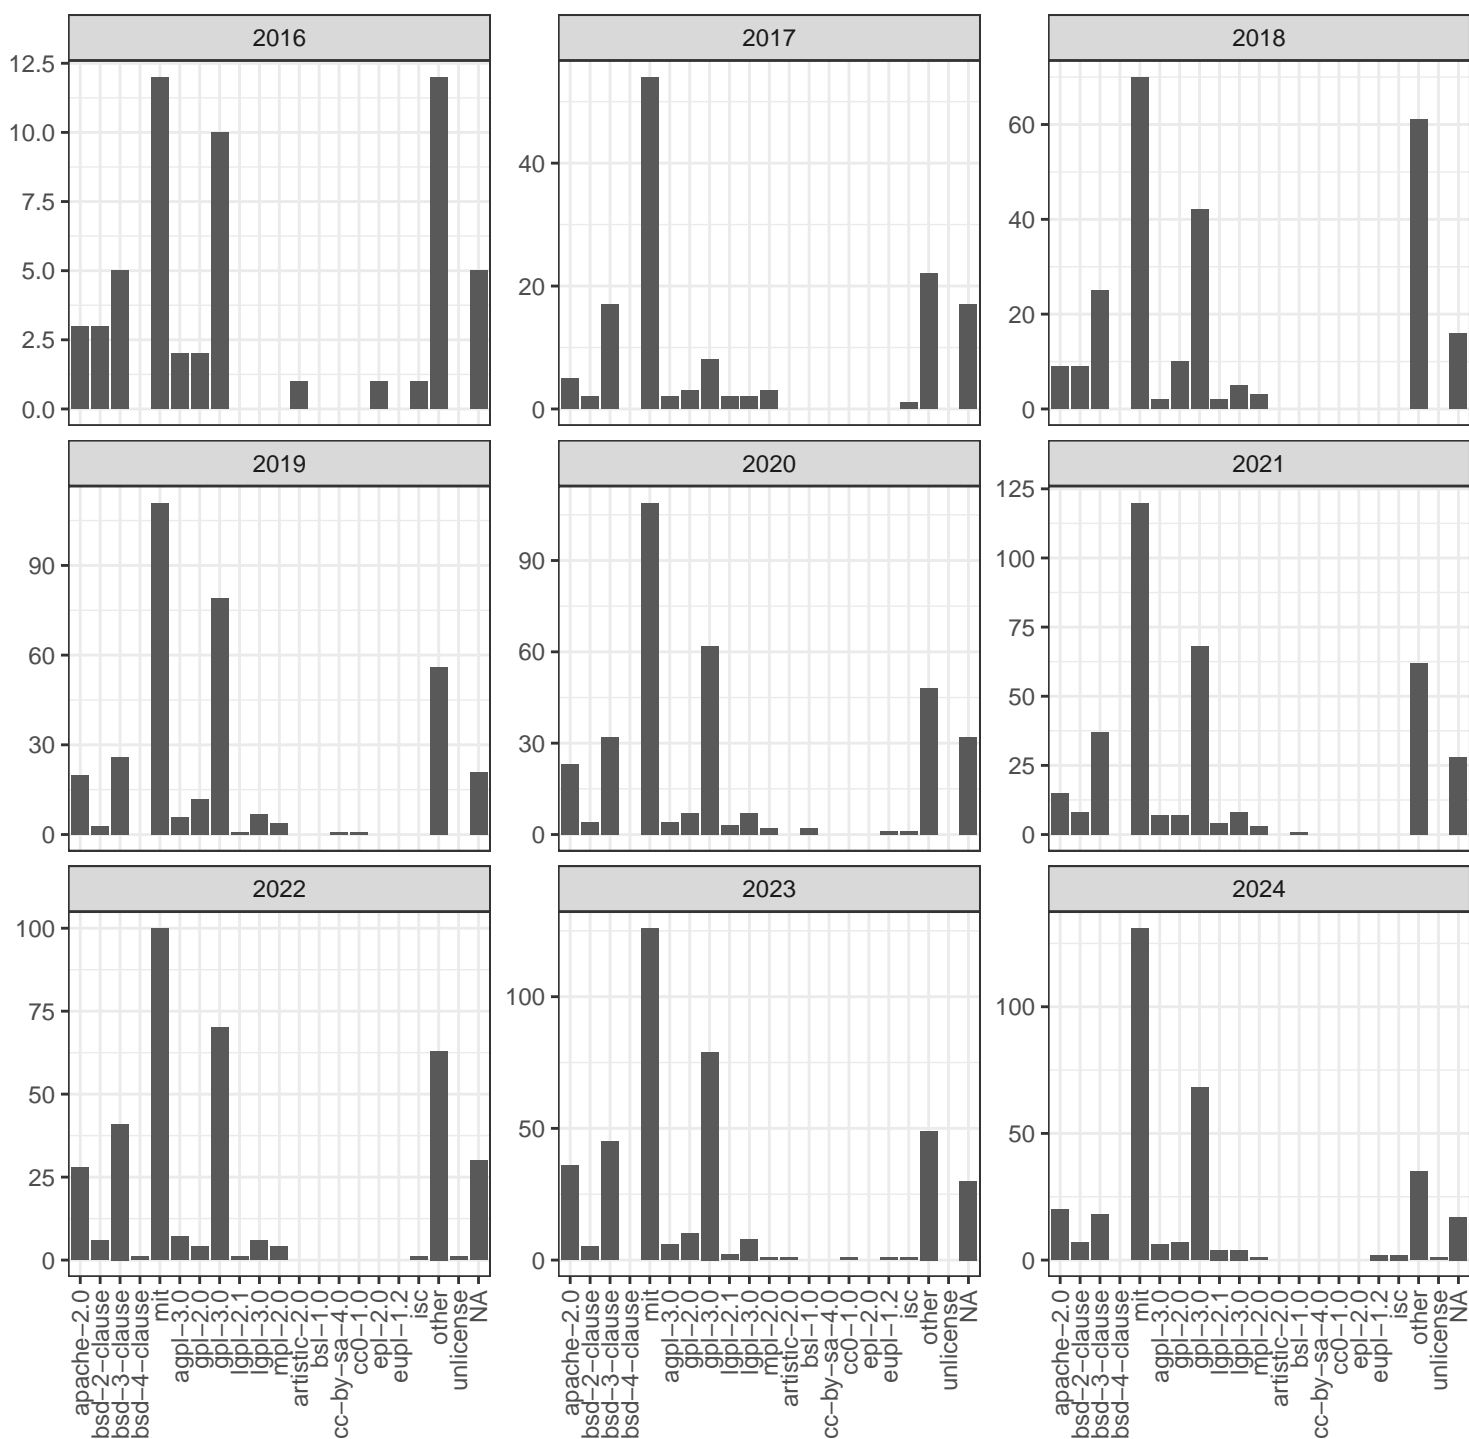 2016
2017
2018
12.5
10.0
7.5
5.0
2.5
0.0
40
20
0
60
40
20
0
2019
2020
2021
90
60
30
0
90
60
30
0
125
100
75
50
25
0
2022
2023
2024
100
75
50
25
0
100
50
0
100
50
0
apache−2.0
bsd−2−clause
bsd−3−clause
bsd−4−clause
mit
agpl−3.0
gpl−2.0
gpl−3.0
lgpl−2.1
lgpl−3.0
mpl−2.0
artistic−2.0
bsl−1.0
cc−by−sa−4.0
cc0−1.0
epl−2.0
eupl−1.2
isc
other
unlicense
NA
apache−2.0
bsd−2−clause
bsd−3−clause
bsd−4−clause
mit
agpl−3.0
gpl−2.0
gpl−3.0
lgpl−2.1
lgpl−3.0
mpl−2.0
artistic−2.0
bsl−1.0
cc−by−sa−4.0
cc0−1.0
epl−2.0
eupl−1.2
isc
other
unlicense
NA
apache−2.0
bsd−2−clause
bsd−3−clause
bsd−4−clause
mit
agpl−3.0
gpl−2.0
gpl−3.0
lgpl−2.1
lgpl−3.0
mpl−2.0
artistic−2.0
bsl−1.0
cc−by−sa−4.0
cc0−1.0
epl−2.0
eupl−1.2
isc
other
unlicense
NA